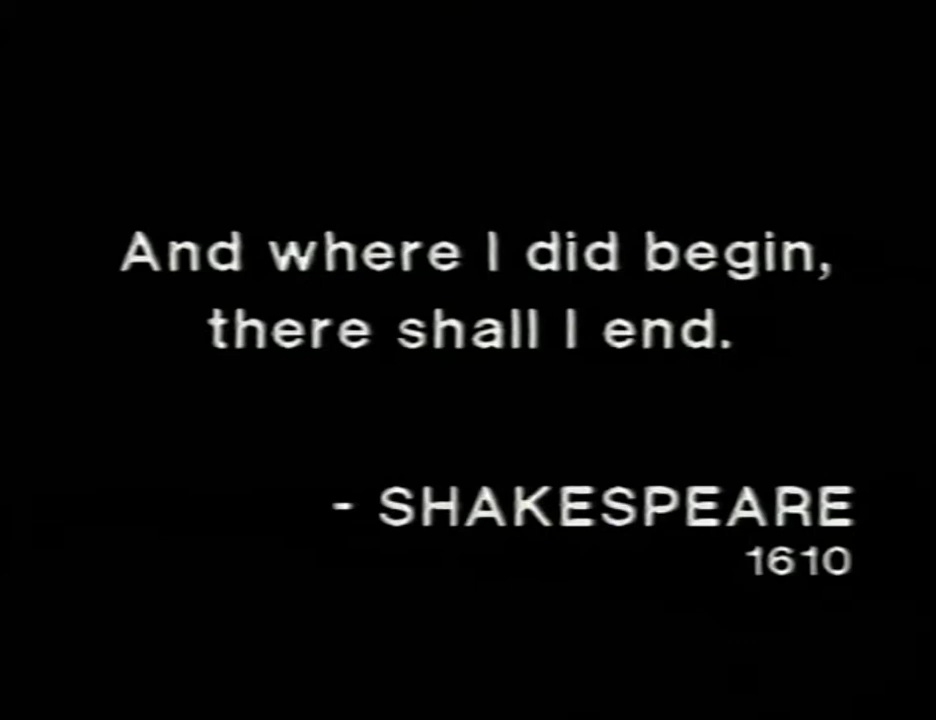 And where I did begin,
there shall I end.
- SHAKESPEARE
1610